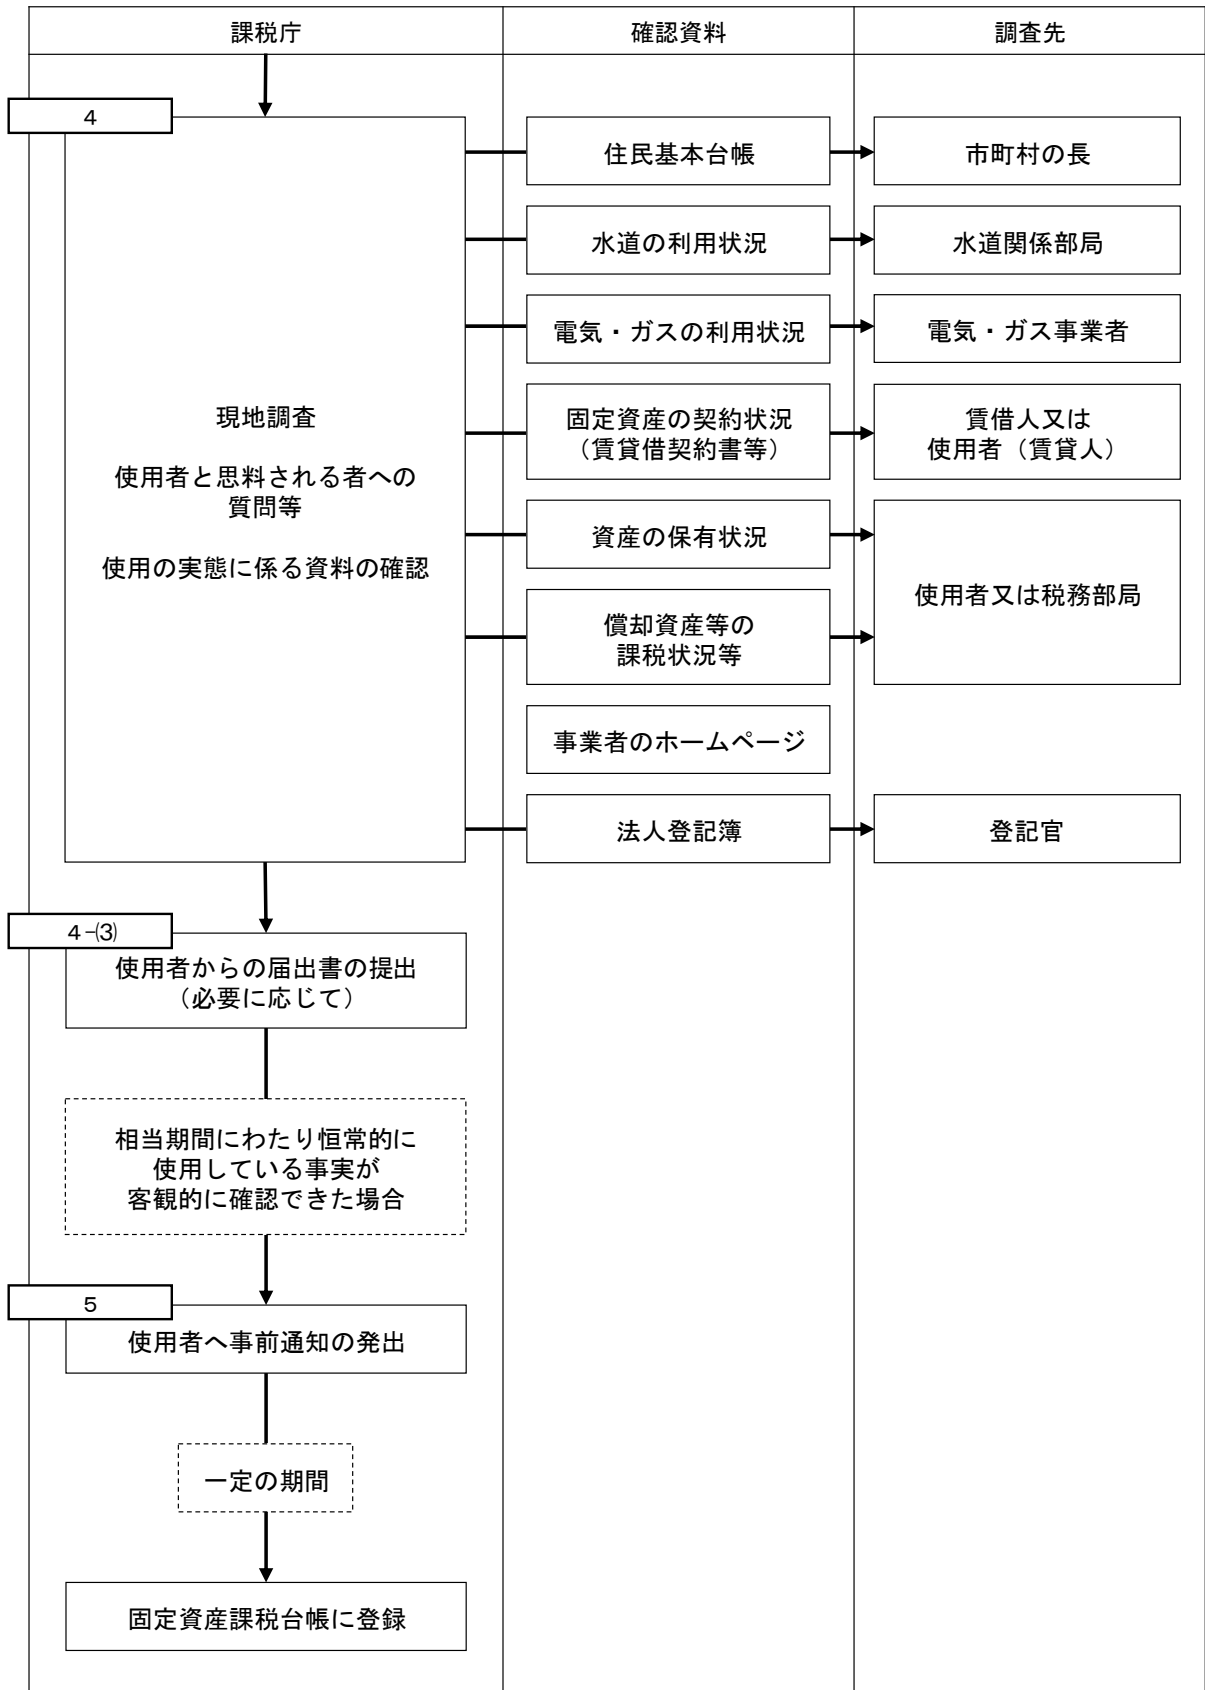 課税庁
確認資料
調査先
4
現地調査
使用者と思料される者への
質問等
使用の実態に係る資料の確認
住民基本台帳
市町村の長
水道の利用状況
水道関係部局
電気・ガスの利用状況
電気・ガス事業者
固定資産の契約状況
（賃貸借契約書等）
賃借人又は
使用者（賃貸人）
資産の保有状況
償却資産等の
課税状況等
使用者又は税務部局
事業者のホームページ
法人登記簿
登記官
4-⑶
使用者からの届出書の提出
（必要に応じて）
相当期間にわたり恒常的に
使用している事実が
客観的に確認できた場合
5
使用者へ事前通知の発出
一定の期間
固定資産課税台帳に登録